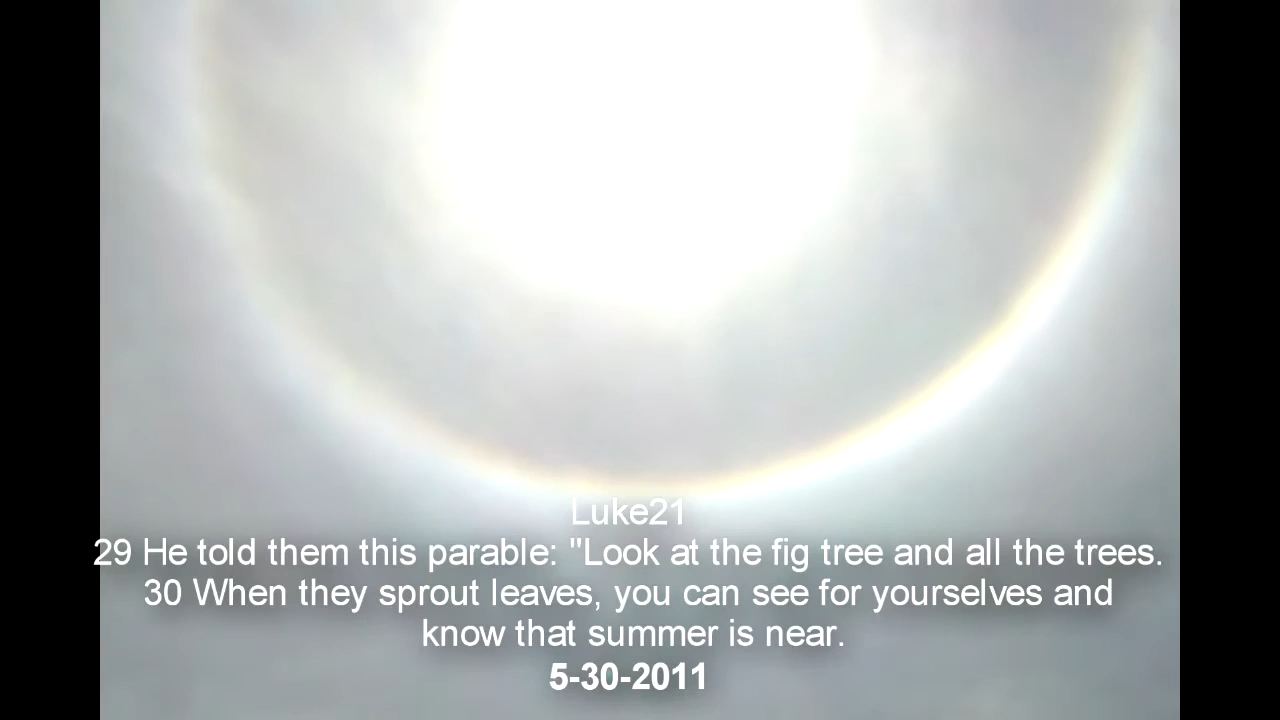 Luke21
29 He told them this parable: "Look at the fig tree and all the trees.
30 When they sprout leaves, you can see for yourselves and
know that summer is near.
5-30-2011